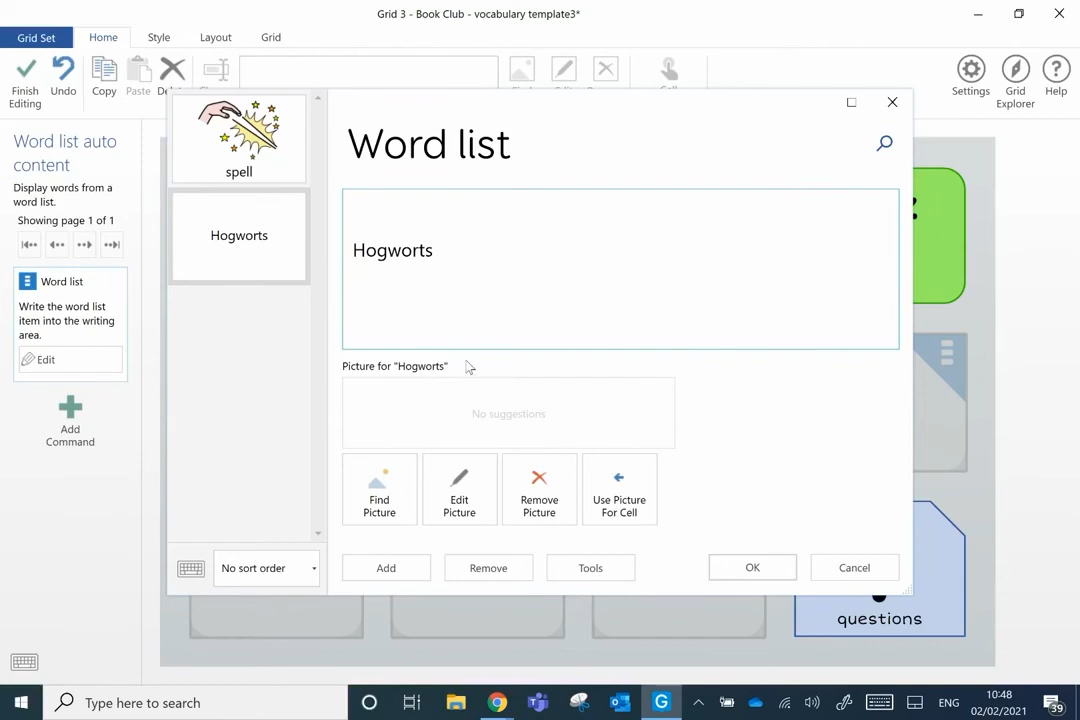 Grid 3 - Book Club - vocabulary template3*
Grid Set
Home
Style
Layout
Grid
Finish Editing
Undo
Copy
Paste
Settings
Grid Explorer
Help
Word list auto content
Display words from a word list.
Showing page 1 of 1
Word list
Write the word list item into the writing area.
Edit
Add Command
spell
Hogworts
Word list
Hogworts
Picture for "Hogworts"
No suggestions
Find Picture
Edit Picture
Remove Picture
Use Picture For Cell
No sort order
Add
Remove
Tools
OK
Cancel
questions
Type here to search
ENG
10:48
02/02/2021
39